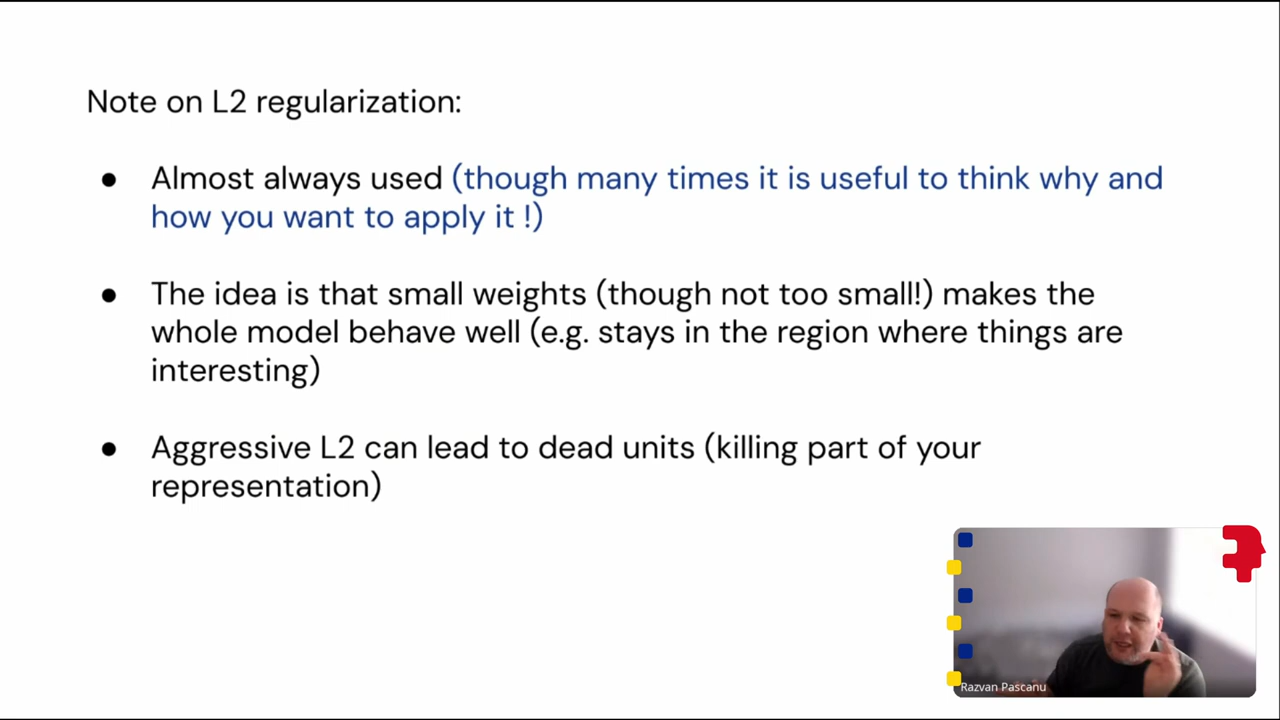 Note on L2 regularization:
● Almost always used (though many times it is useful to think why and
how you want to apply it !)
● The idea is that small weights (though not too small!) makes the
whole model behave well (e.g. stays in the region where things are
interesting)
● Aggressive L2 can lead to dead units (killing part of your
representation)
Razvan Pascanu